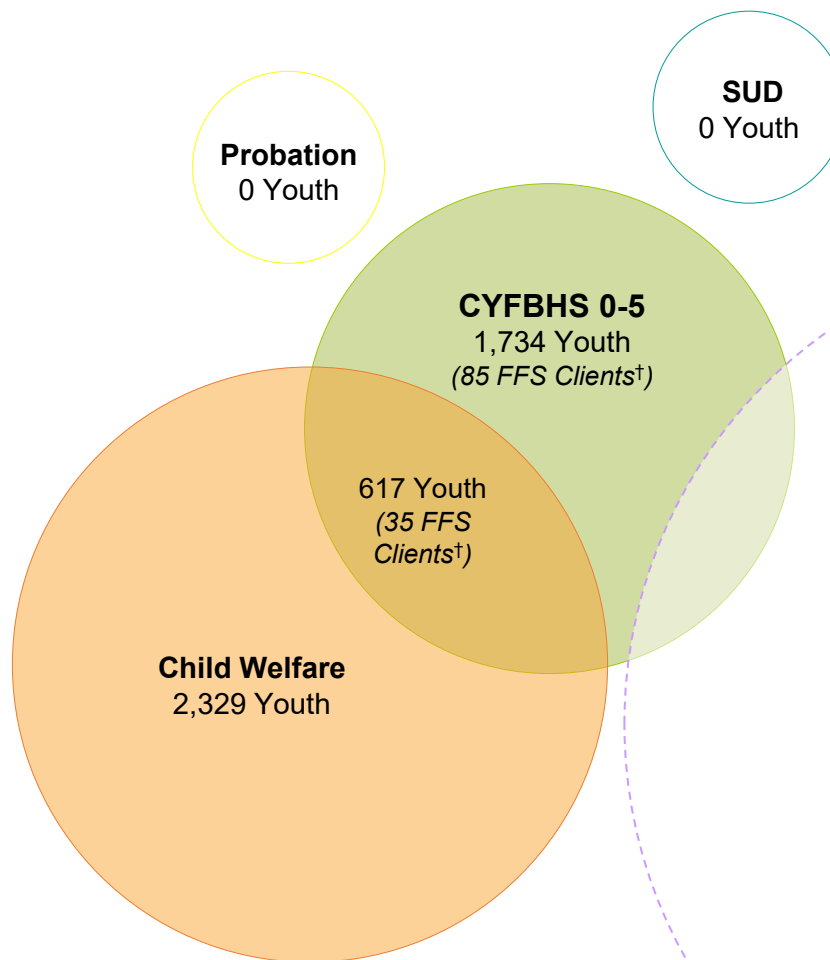 SUD
0 Youth
Probation
0 Youth
CYFBHS 0-5
1,734 Youth
(85 FFS Clients†)
617 Youth
(35 FFS
Clients†)
Child Welfare
2,329 Youth